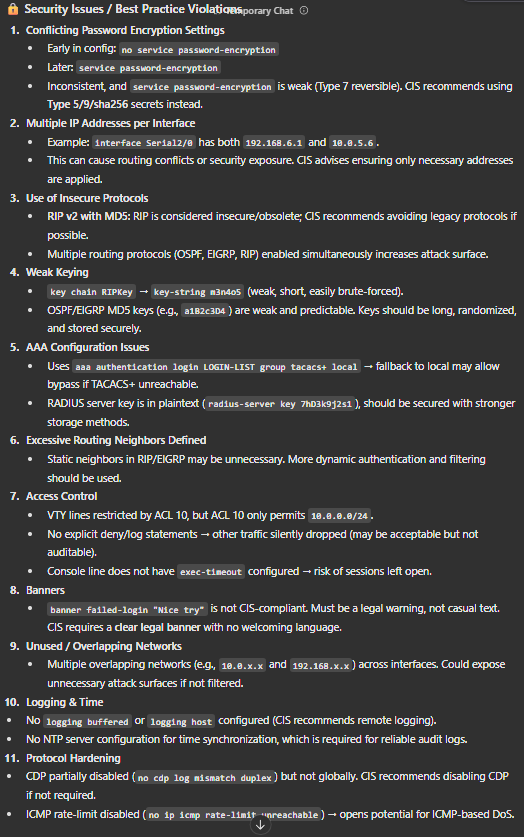 🔒 Security Issues / Best Practice Violations
Temporary Chat
1. Conflicting Password Encryption Settings
• Early in config: no service password-encryption
• Later: service password-encryption
• Inconsistent, and service password-encryption is weak (Type 7 reversible). CIS recommends using
Type 5/9/sha256 secrets instead.
2. Multiple IP Addresses per Interface
• Example: interface Serial2/0 has both 192.168.6.1 and 10.0.5.6.
• This can cause routing conflicts or security exposure. CIS advises ensuring only necessary addresses
are applied.
3. Use of Insecure Protocols
• RIP v2 with MD5: RIP is considered insecure/obsolete; CIS recommends avoiding legacy protocols if
possible.
• Multiple routing protocols (OSPF, EIGRP, RIP) enabled simultaneously increases attack surface.
4. Weak Keying
• key chain RIPKey → key-string m3n4o5 (weak, short, easily brute-forced).
• OSPF/EIGRP MD5 keys (e.g., a1B2c3D4) are weak and predictable. Keys should be long, randomized,
and stored securely.
5. AAA Configuration Issues
• Uses aaa authentication login LOGIN-LIST group tacacs+ local → fallback to local may allow
bypass if TACACS+ unreachable.
• RADIUS server key is in plaintext (radius-server key 7hD3k9j2s1), should be secured with stronger
storage methods.
6. Excessive Routing Neighbors Defined
• Static neighbors in RIP/EIGRP may be unnecessary. More dynamic authentication and filtering
should be used.
7. Access Control
• VTY lines restricted by ACL 10, but ACL 10 only permits 10.0.0.0/24.
• No explicit deny/log statements → other traffic silently dropped (may be acceptable but not
auditable).
• Console line does not have exec-timeout configured → risk of sessions left open.
8. Banners
• banner failed-login "Nice try" is not CIS-compliant. Must be a legal warning, not casual text.
CIS requires a clear legal banner with no welcoming language.
9. Unused / Overlapping Networks
• Multiple overlapping networks (e.g., 10.0.x.x and 192.168.x.x) across interfaces. Could expose
unnecessary attack surfaces if not filtered.
10. Logging & Time
• No logging buffered or logging host configured (CIS recommends remote logging).
• No NTP server configuration for time synchronization, which is required for reliable audit logs.
11. Protocol Hardening
• CDP partially disabled (no cdp log mismatch duplex) but not globally. CIS recommends disabling CDP
if not required.
• ICMP rate-limit disabled (no ip icmp rate-limit unreachable) → opens potential for ICMP-based DoS.